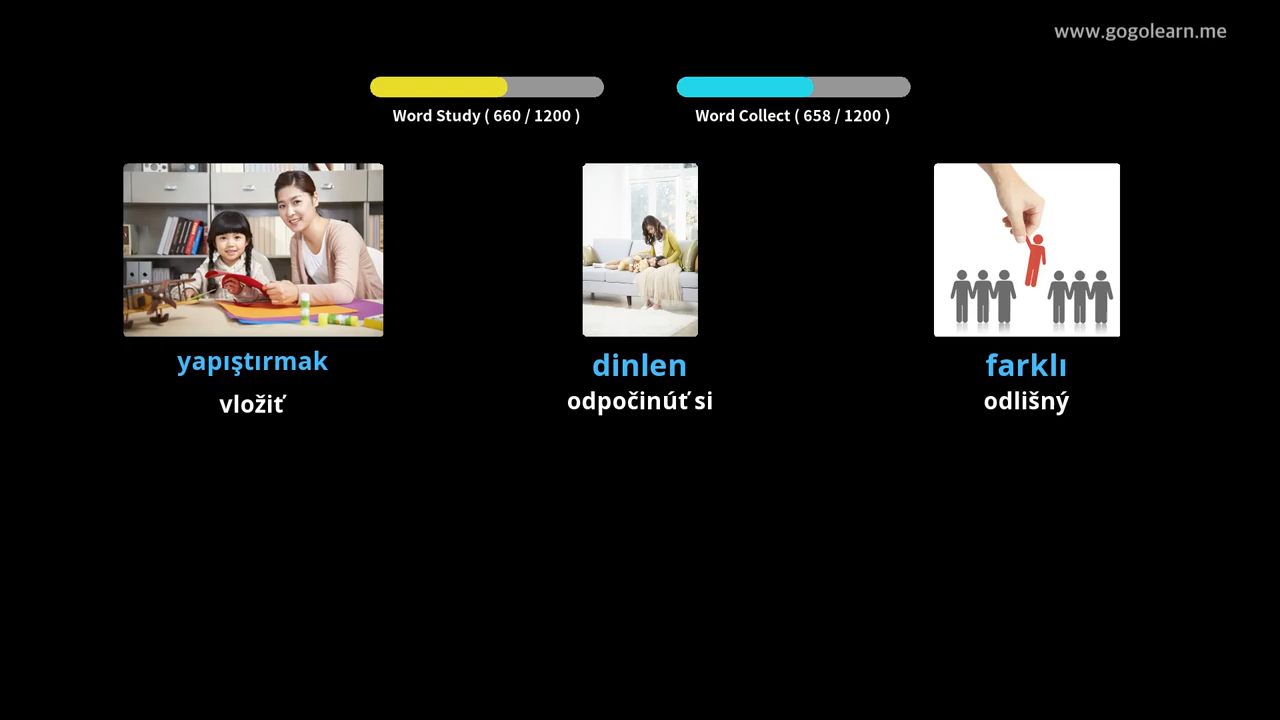 www.gogolearn.me
Word Study ( 660 / 1200 )
Word Collect ( 658 / 1200 )
yapıştırmak
vložiť
dinlen
odpočinúť si
farklı
odlišný